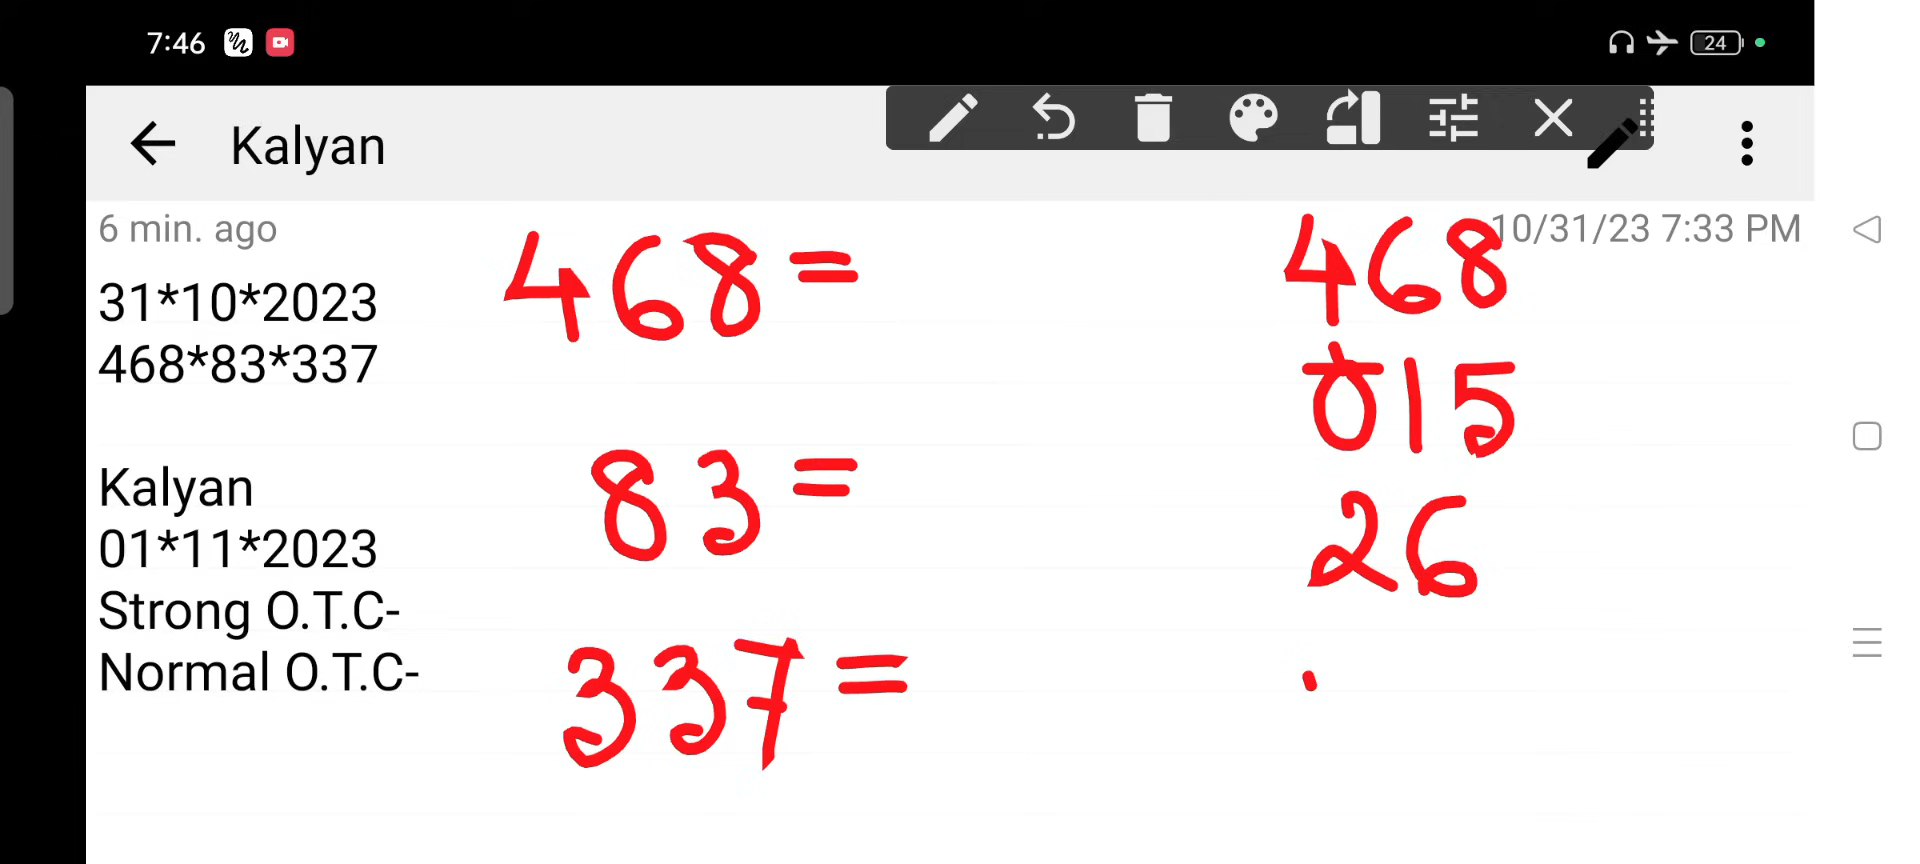 7:46
24
Kalyan
6 min. ago
10/31/23 7:33 PM
31*10*2023
468*83*337
Kalyan
01*11*2023
Strong O.T.C-
Normal O.T.C-
468=
83=
337=
468
015
26